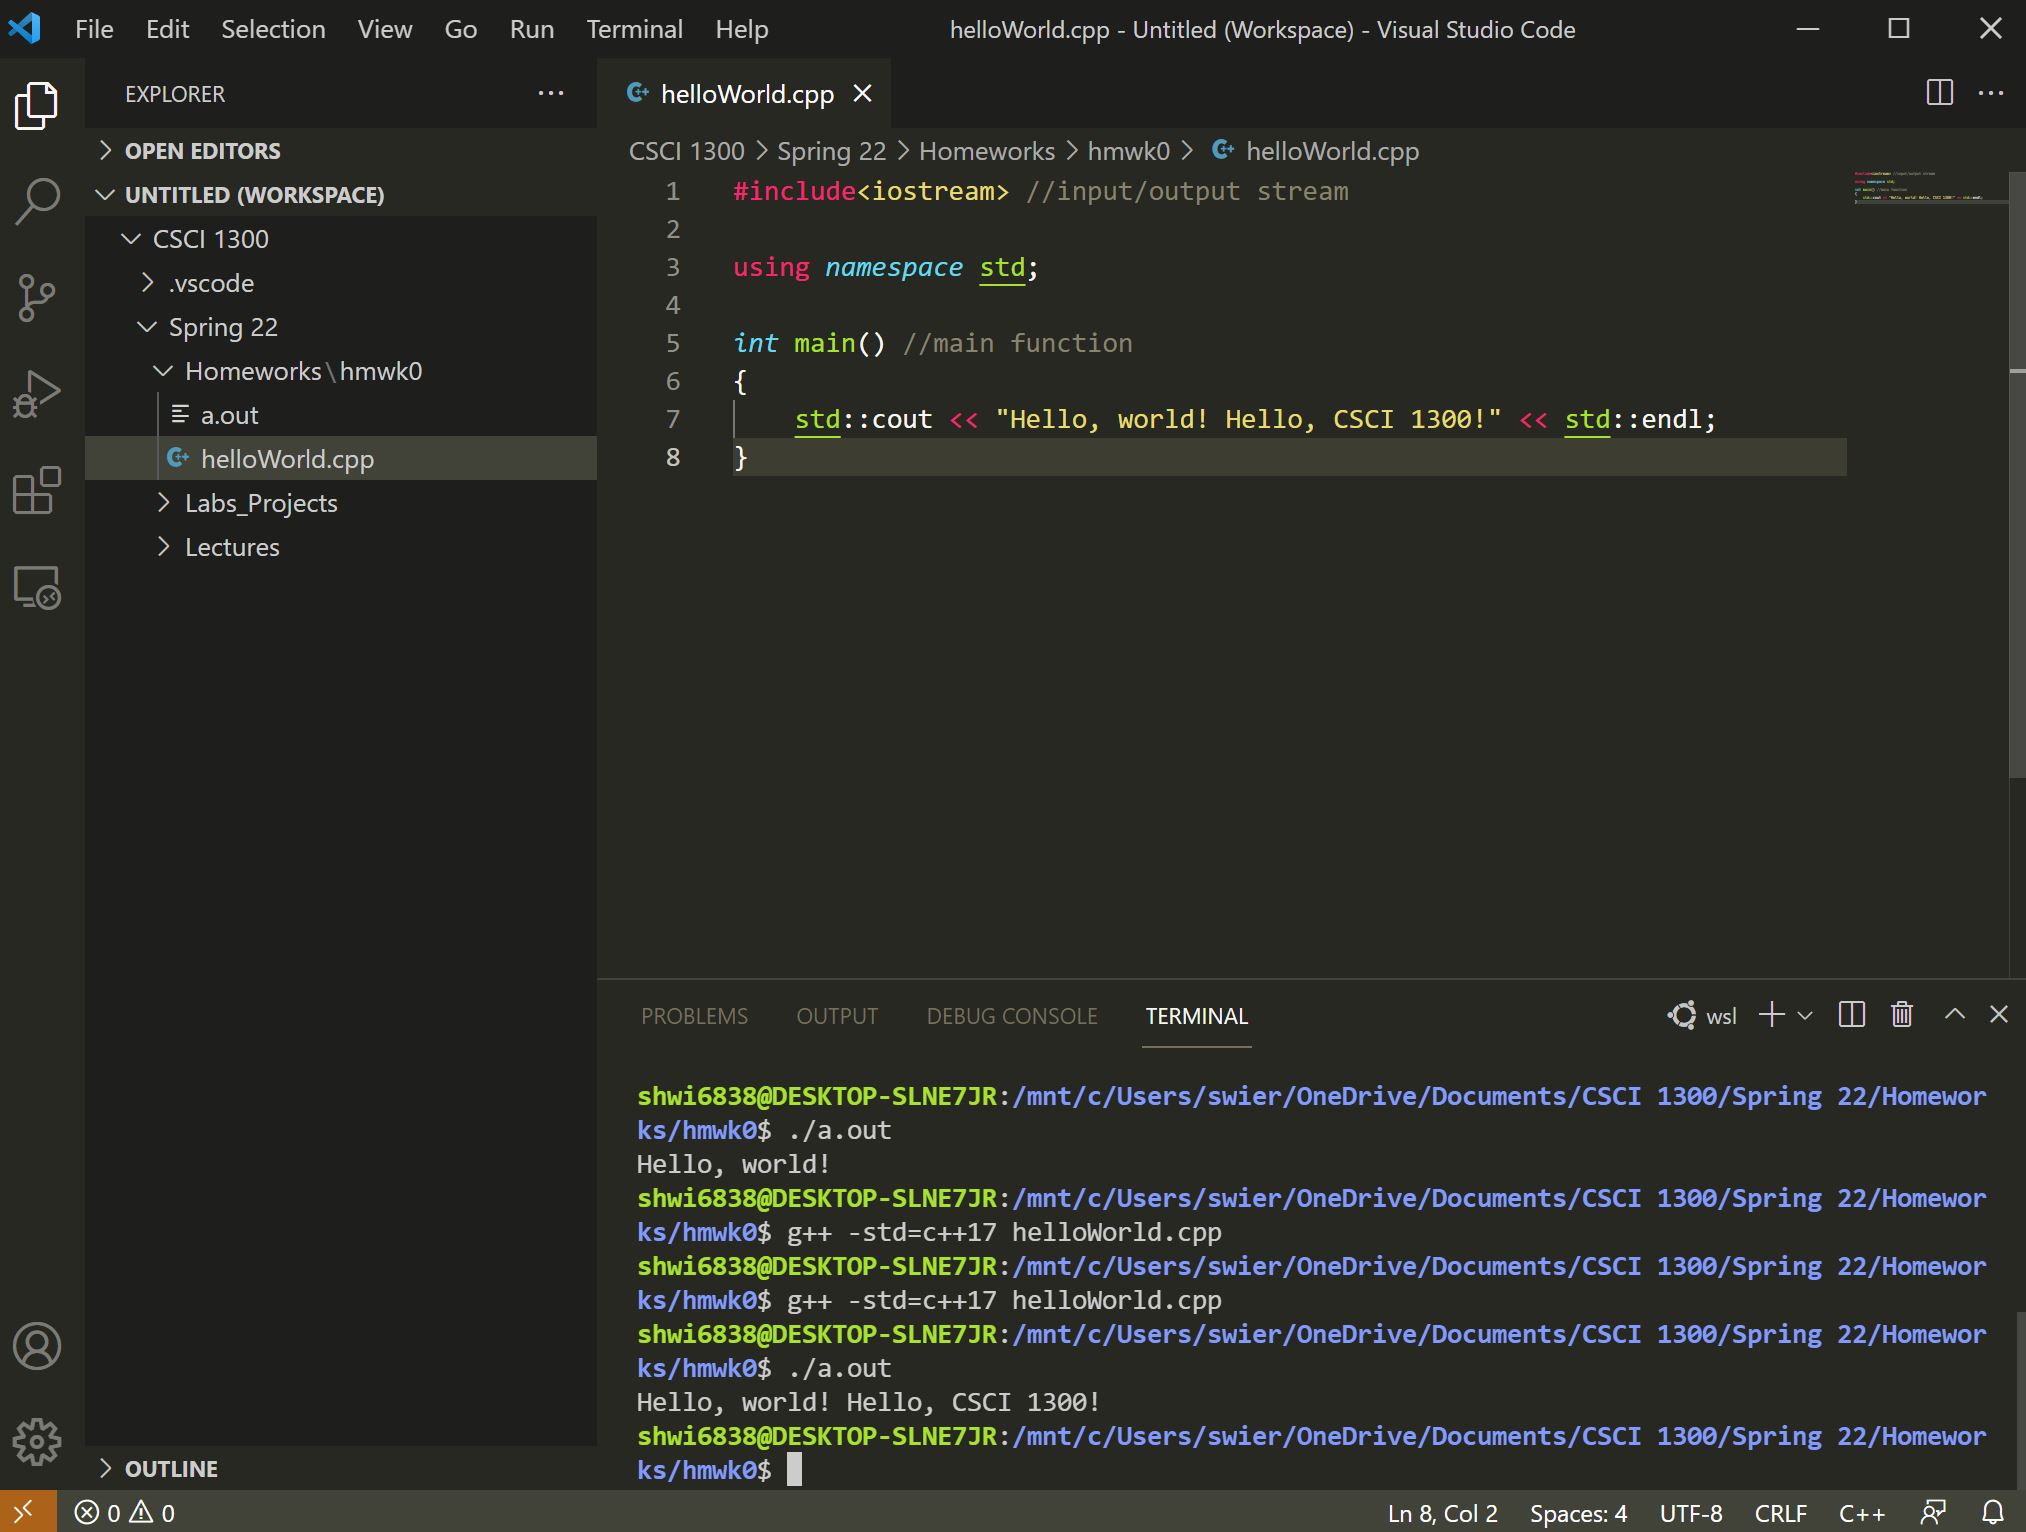 File Edit Selection View Go Run Terminal Help helloWorld.cpp - Untitled (Workspace) - Visual Studio Code
EXPLORER
OPEN EDITORS
UNTITLED (WORKSPACE)
CSCI 1300
.vscode
Spring 22
Homeworks\hmwk0
a.out
helloWorld.cpp
Labs_Projects
Lectures
OUTLINE
helloWorld.cpp
CSCI 1300 > Spring 22 > Homeworks > hmwk0 > helloWorld.cpp
1 #include<iostream> //input/output stream
2
3 using namespace std;
4
5 int main() //main function
6 {
7     std::cout << "Hello, world! Hello, CSCI 1300!" << std::endl;
8 }
PROBLEMS OUTPUT DEBUG CONSOLE TERMINAL wsl
shwi6838@DESKTOP-SLNE7JR:/mnt/c/Users/swier/OneDrive/Documents/CSCI 1300/Spring 22/Homewor
ks/hmwk0$ ./a.out
Hello, world!
shwi6838@DESKTOP-SLNE7JR:/mnt/c/Users/swier/OneDrive/Documents/CSCI 1300/Spring 22/Homewor
ks/hmwk0$ g++ -std=c++17 helloWorld.cpp
shwi6838@DESKTOP-SLNE7JR:/mnt/c/Users/swier/OneDrive/Documents/CSCI 1300/Spring 22/Homewor
ks/hmwk0$ g++ -std=c++17 helloWorld.cpp
shwi6838@DESKTOP-SLNE7JR:/mnt/c/Users/swier/OneDrive/Documents/CSCI 1300/Spring 22/Homewor
ks/hmwk0$ ./a.out
Hello, world! Hello, CSCI 1300!
shwi6838@DESKTOP-SLNE7JR:/mnt/c/Users/swier/OneDrive/Documents/CSCI 1300/Spring 22/Homewor
ks/hmwk0$
0 0 Ln 8, Col 2 Spaces: 4 UTF-8 CRLF C++